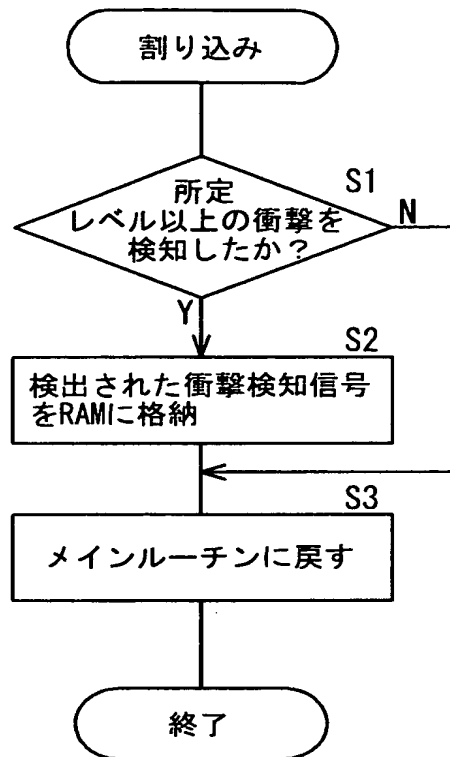 割り込み
S1
所定
レベル以上の衝撃を
検知したか？
N
Y
S2
検出された衝撃検知信号
をRAMに格納
S3
メインルーチンに戻す
終了